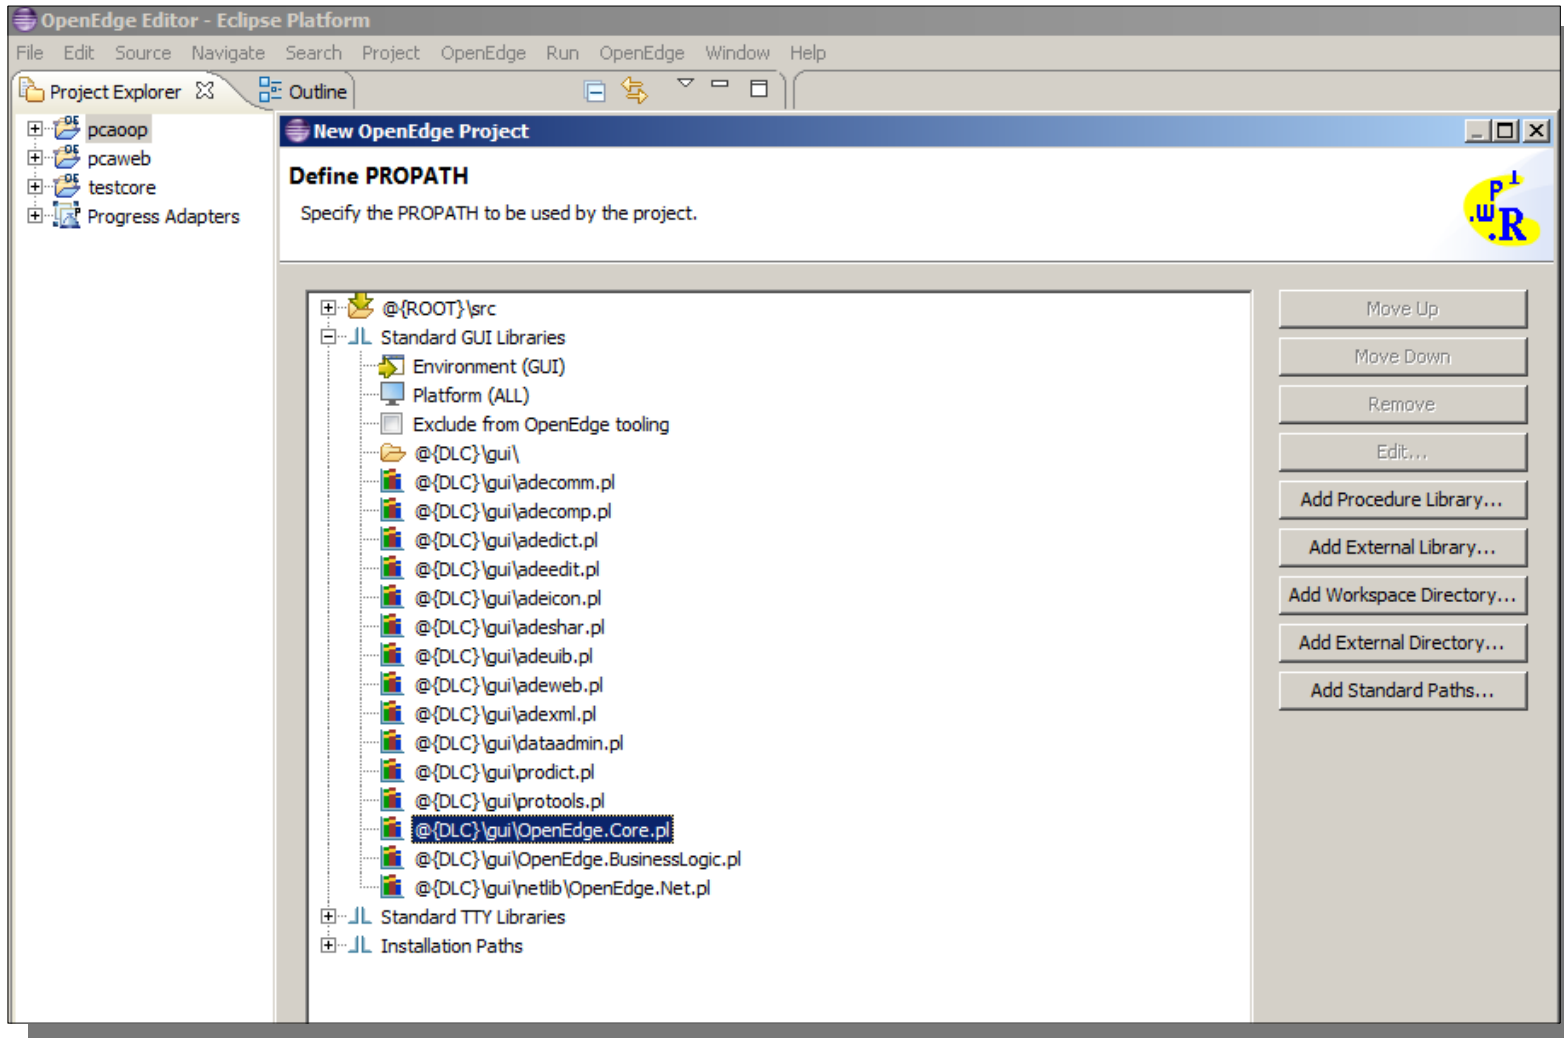 OpenEdge Editor - Eclipse Platform
File Edit Source Navigate Search Project OpenEdge Run OpenEdge Window Help
Project Explorer Outline
pcaoop
pcaweb
testcore
Progress Adapters
New OpenEdge Project
Define PROPATH
Specify the PROPATH to be used by the project.
.w P I .R
@{ROOT}\src
Standard GUI Libraries
Environment (GUI)
Platform (ALL)
Exclude from OpenEdge tooling
@{DLC}\gui\
@{DLC}\gui\adecomm.pl
@{DLC}\gui\adecomp.pl
@{DLC}\gui\adedict.pl
@{DLC}\gui\adeedit.pl
@{DLC}\gui\adeicon.pl
@{DLC}\gui\adeshar.pl
@{DLC}\gui\adeuib.pl
@{DLC}\gui\adeweb.pl
@{DLC}\gui\adexml.pl
@{DLC}\gui\dataadmin.pl
@{DLC}\gui\prodict.pl
@{DLC}\gui\protools.pl
@{DLC}\gui\OpenEdge.Core.pl
@{DLC}\gui\OpenEdge.BusinessLogic.pl
@{DLC}\gui\netlib\OpenEdge.Net.pl
Standard TTY Libraries
Installation Paths
Move Up
Move Down
Remove
Edit...
Add Procedure Library...
Add External Library...
Add Workspace Directory...
Add External Directory...
Add Standard Paths...